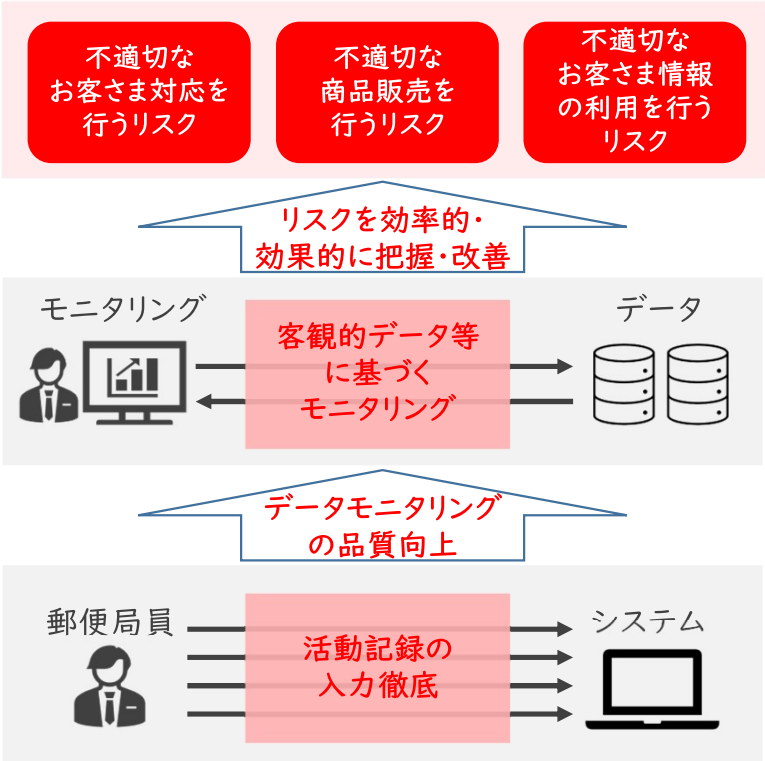 不適切な
お客さま対応を
行うリスク
不適切な
商品販売を
行うリスク
不適切な
お客さま情報
の利用を行う
リスク
リスクを効率的・
効果的に把握・改善
モニタリング
客観的データ等
に基づく
モニタリング
データ
データモニタリング
の品質向上
郵便局員
活動記録の
入力徹底
システム